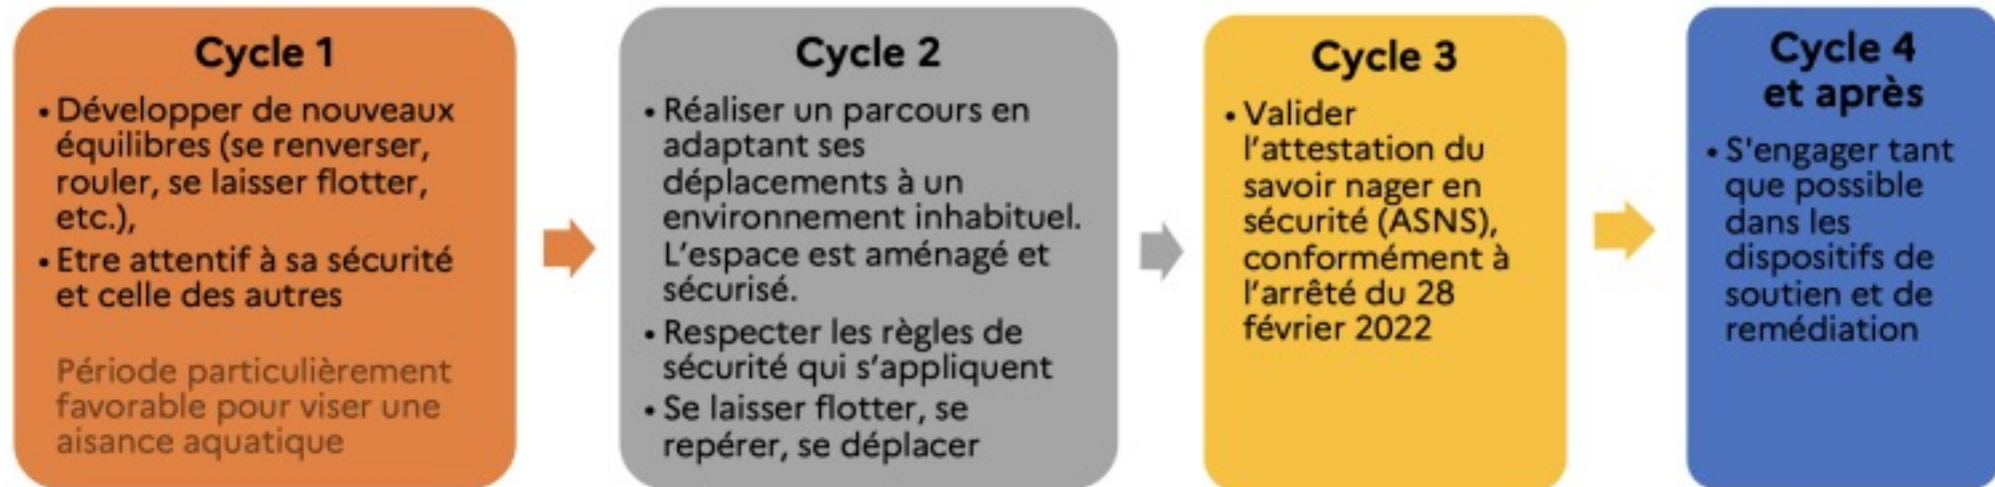 Cycle 1
• Développer de nouveaux
équilibres (se renverser,
rouler, se laisser flotter,
etc.),
• Etre attentif à sa sécurité
et celle des autres
Période particulièrement
favorable pour viser une
aisance aquatique
Cycle 2
• Réaliser un parcours en
adaptant ses
déplacements à un
environnement inhabituel.
L'espace est aménagé et
sécurisé.
• Respecter les règles de
sécurité qui s'appliquent
• Se laisser flotter, se
repérer, se déplacer
Cycle 3
• Valider
l'attestation du
savoir nager en
sécurité (ASNS),
conformément à
l'arrêté du 28
février 2022
Cycle 4
et après
• S'engager tant
que possible
dans les
dispositifs de
soutien et de
remédiation